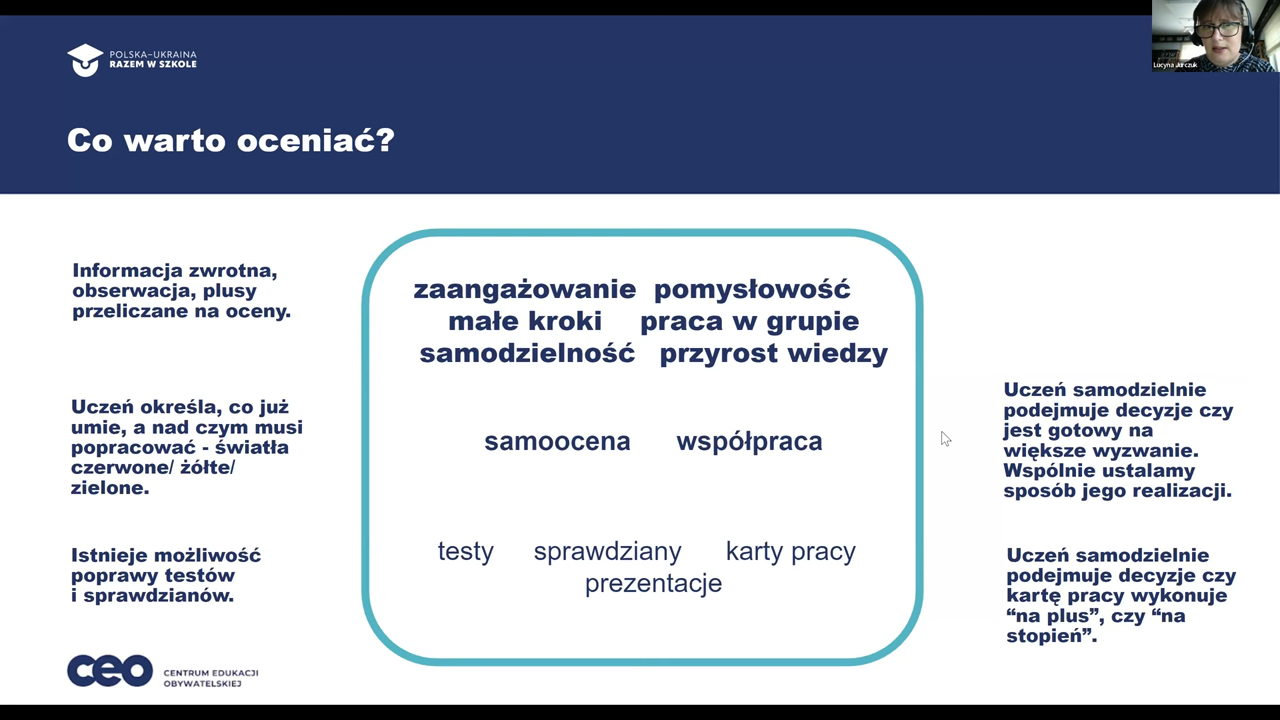 POLSKA–UKRAINA
RAZEM W SZKOLE
Lucyna Jurczuk
Co warto oceniać?
Informacja zwrotna,
obserwacja, plusy
przeliczane na oceny.
Uczeń określa, co już
umie, a nad czym musi
popracować - światła
czerwone/ żółte/
zielone.
Istnieje możliwość
poprawy testów
i sprawdzianów.
zaangażowanie pomysłowość
małe kroki praca w grupie
samodzielność przyrost wiedzy
samoocena współpraca
testy sprawdziany karty pracy
prezentacje
Uczeń samodzielnie
podejmuje decyzje czy
jest gotowy na
większe wyzwanie.
Wspólnie ustalamy
sposób jego realizacji.
Uczeń samodzielnie
podejmuje decyzje czy
kartę pracy wykonuje
“na plus”, czy “na
stopień”.
ceo
CENTRUM EDUKACJI
OBYWATELSKIEJ